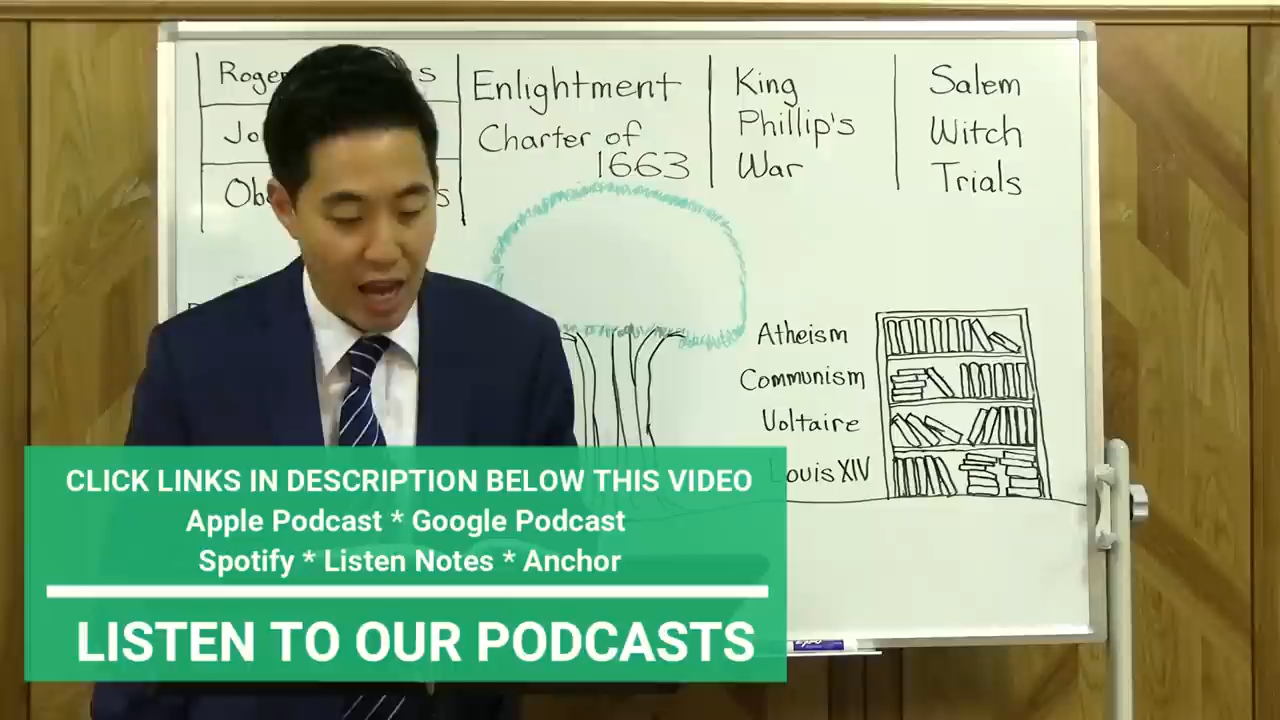 Enlightment
Charter of
1663
King
Phillip's
War
Salem
Witch
Trials
Atheism
Communism
Voltaire
Louis XIV
CLICK LINKS IN DESCRIPTION BELOW THIS VIDEO
Apple Podcast * Google Podcast
Spotify * Listen Notes * Anchor
LISTEN TO OUR PODCASTS